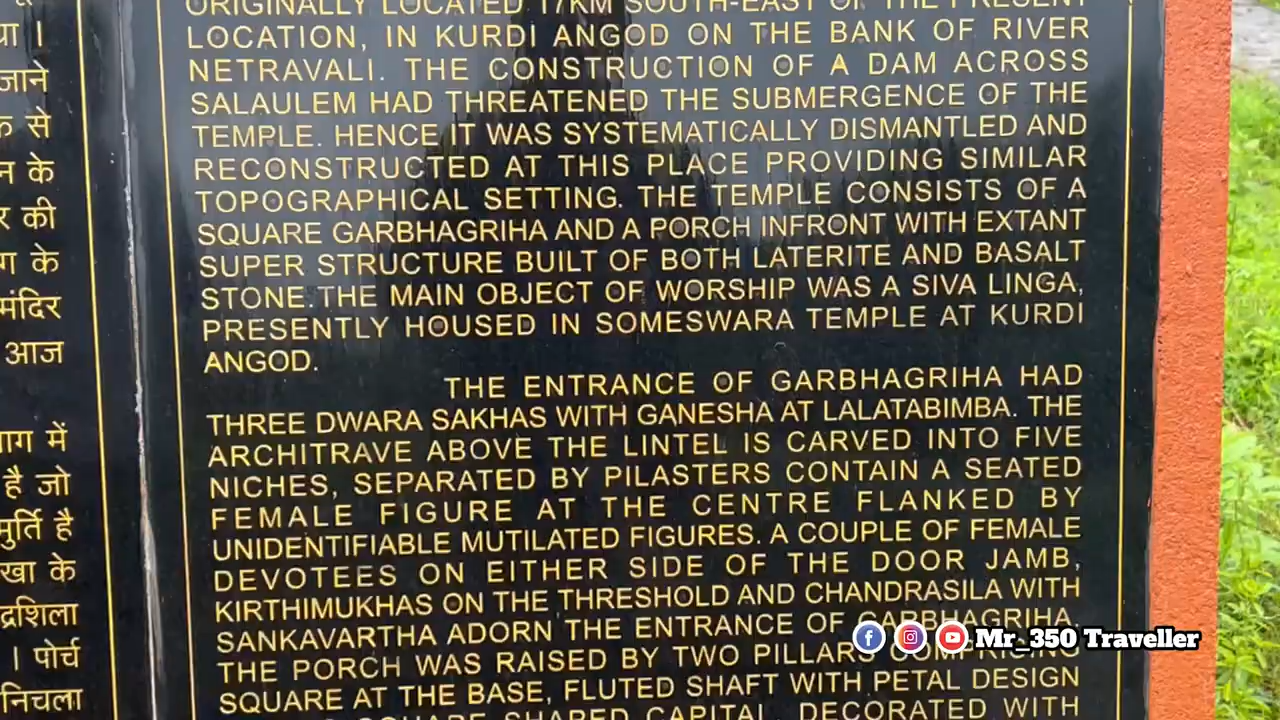 था ।
जाने
के से
न के
र की
ग के
मंदिर
आज
ाग में
है जो
मुर्ति है
खा के
द्रशिला
। पोर्च
निचला
ORIGINALLY LOCATED 17KM SOUTH-EAST OF THE PRESENT
LOCATION, IN KURDI ANGOD ON THE BANK OF RIVER
NETRAVALI. THE CONSTRUCTION OF A DAM ACROSS
SALAULEM HAD THREATENED THE SUBMERGENCE OF THE
TEMPLE. HENCE IT WAS SYSTEMATICALLY DISMANTLED AND
RECONSTRUCTED AT THIS PLACE PROVIDING SIMILAR
TOPOGRAPHICAL SETTING. THE TEMPLE CONSISTS OF A
SQUARE GARBHAGRIHA AND A PORCH INFRONT WITH EXTANT
SUPER STRUCTURE BUILT OF BOTH LATERITE AND BASALT
STONE. THE MAIN OBJECT OF WORSHIP WAS A SIVA LINGA,
PRESENTLY HOUSED IN SOMESWARA TEMPLE AT KURDI
ANGOD.
THE ENTRANCE OF GARBHAGRIHA HAD
THREE DWARA SAKHAS WITH GANESHA AT LALATABIMBA. THE
ARCHITRAVE ABOVE THE LINTEL IS CARVED INTO FIVE
NICHES, SEPARATED BY PILASTERS CONTAIN A SEATED
FEMALE FIGURE AT THE CENTRE FLANKED BY
UNIDENTIFIABLE MUTILATED FIGURES. A COUPLE OF FEMALE
DEVOTEES ON EITHER SIDE OF THE DOOR JAMB,
KIRTHIMUKHAS ON THE THRESHOLD AND CHANDRASILA WITH
SANKAVARTHA ADORN THE ENTRANCE OF GARBHAGRIHA.
THE PORCH WAS RAISED BY TWO PILLARS COMPRISING
SQUARE AT THE BASE, FLUTED SHAFT WITH PETAL DESIGN
SQUARE SHAPED CAPITAL, DECORATED WITH
Mr_350 Traveller